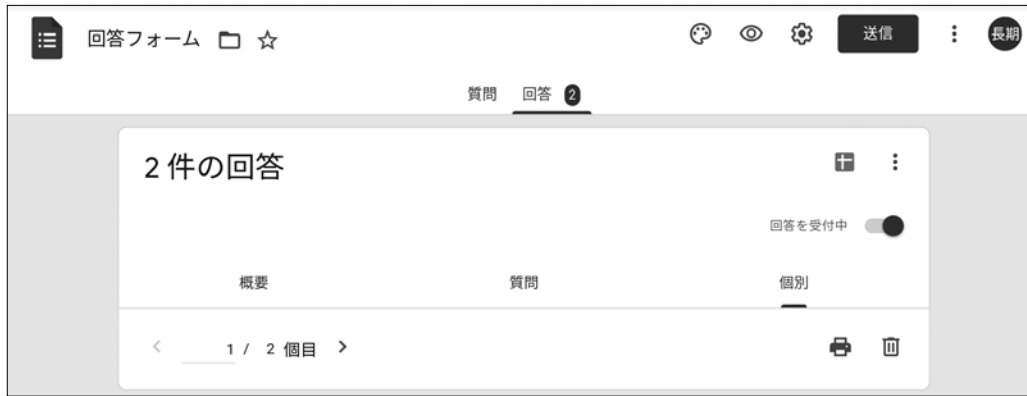 回答フォーム
送信
長期
質問 回答 2
2 件の回答
回答を受付中
概要 質問 個別
1 / 2 個目